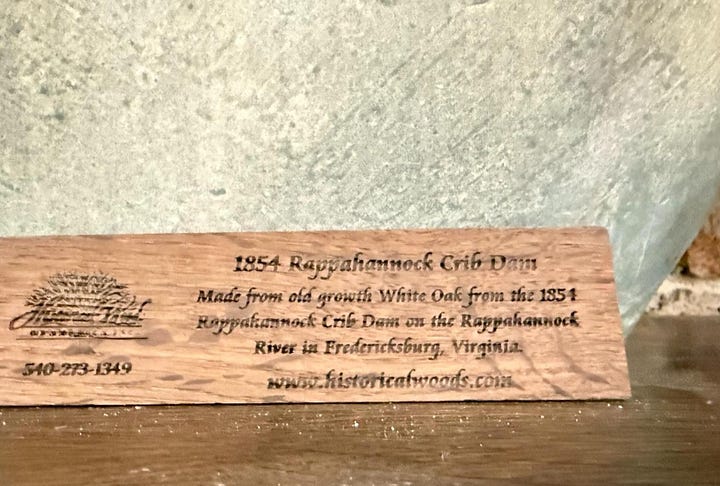 1854 Rappahannock Crib Dam
Made from old growth White Oak from the 1854
Rappahannock Crib Dam on the Rappahannock
River in Fredericksburg, Virginia.
www.historicalwoods.com
540-273-1349